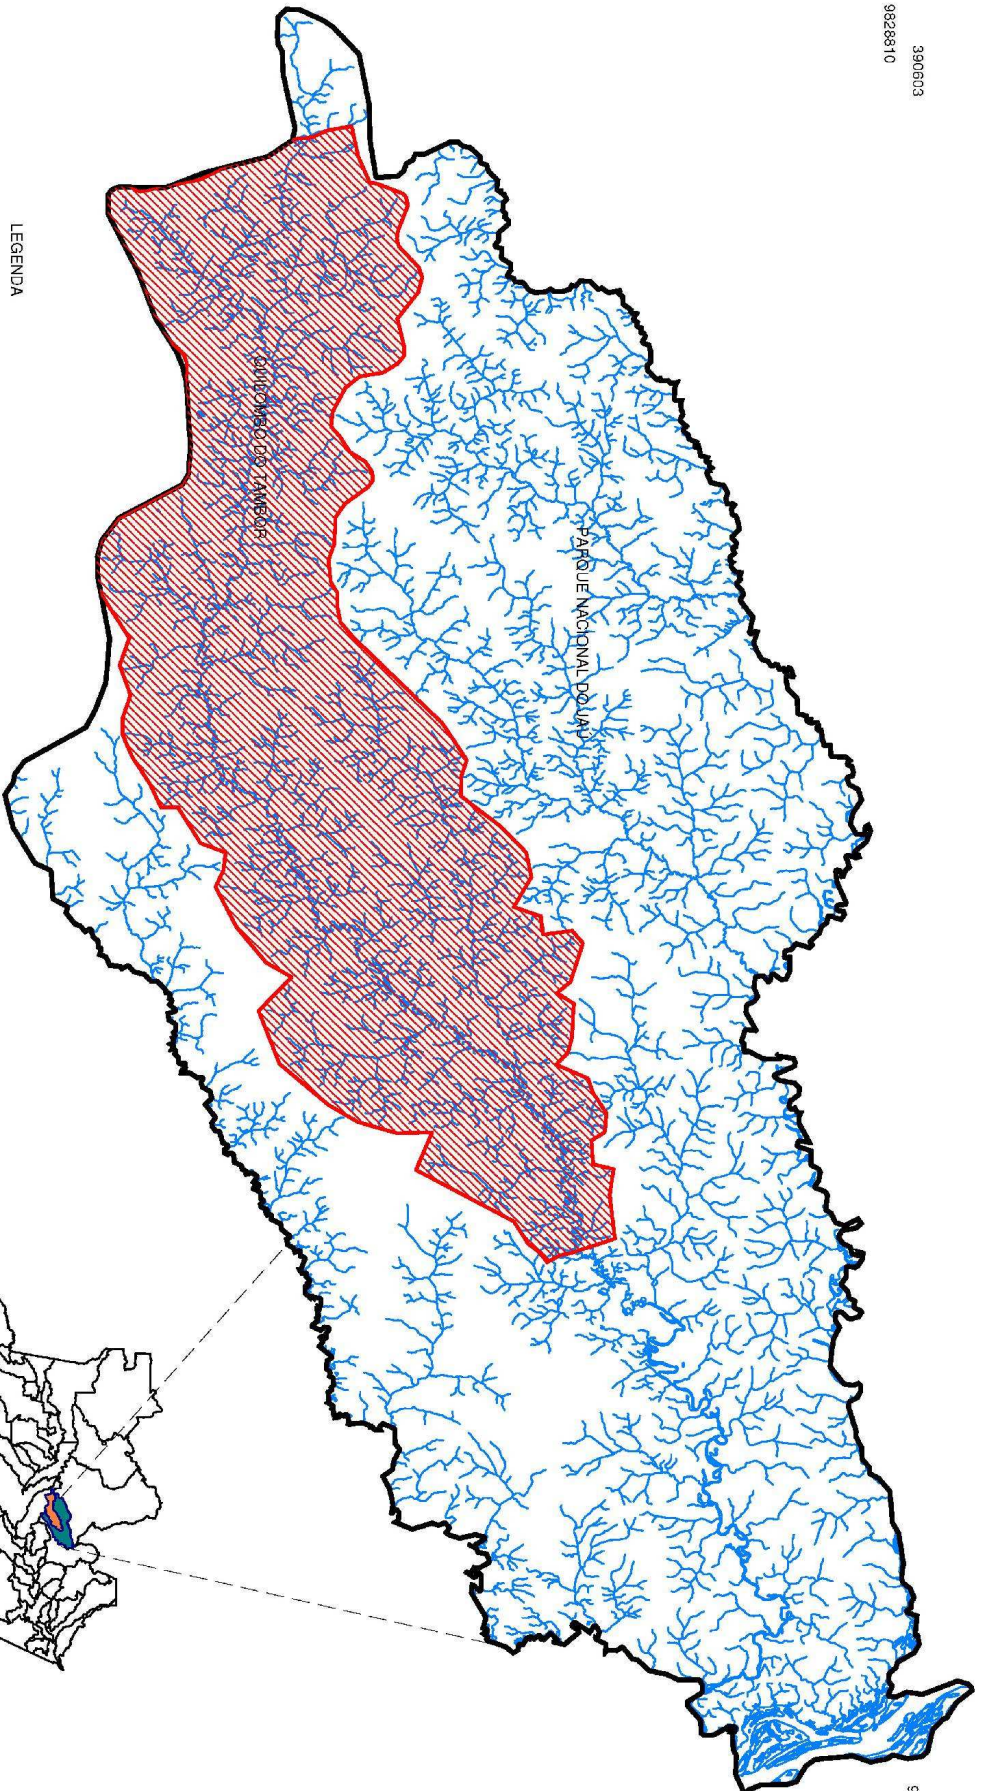 390603
9828810
PARQUE NACIONAL DO JAÚ
QUILOMBO DO TAMBOR
LEGENDA